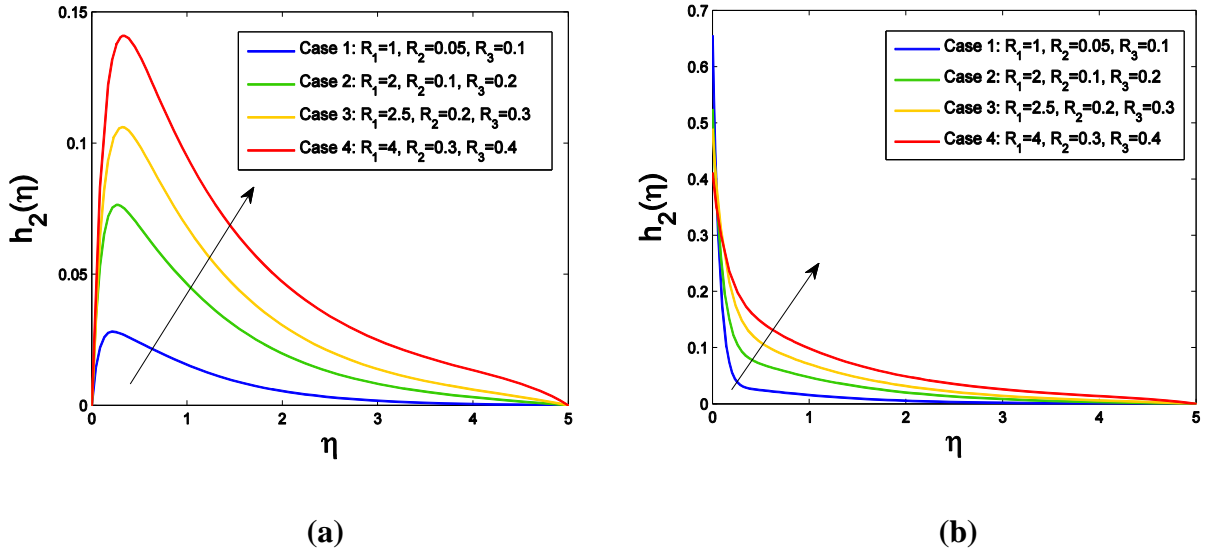 0.15
0.1
0.05
0
h₂(η)
Case 1: R₁=1, R₂=0.05, R₃=0.1
Case 2: R₁=2, R₂=0.1, R₃=0.2
Case 3: R₁=2.5, R₂=0.2, R₃=0.3
Case 4: R₁=4, R₂=0.3, R₃=0.4
0 1 2 3 4 5
η
(a)
0.7
0.6
0.5
0.4
0.3
0.2
0.1
0
h₂(η)
Case 1: R₁=1, R₂=0.05, R₃=0.1
Case 2: R₁=2, R₂=0.1, R₃=0.2
Case 3: R₁=2.5, R₂=0.2, R₃=0.3
Case 4: R₁=4, R₂=0.3, R₃=0.4
0 1 2 3 4 5
η
(b)